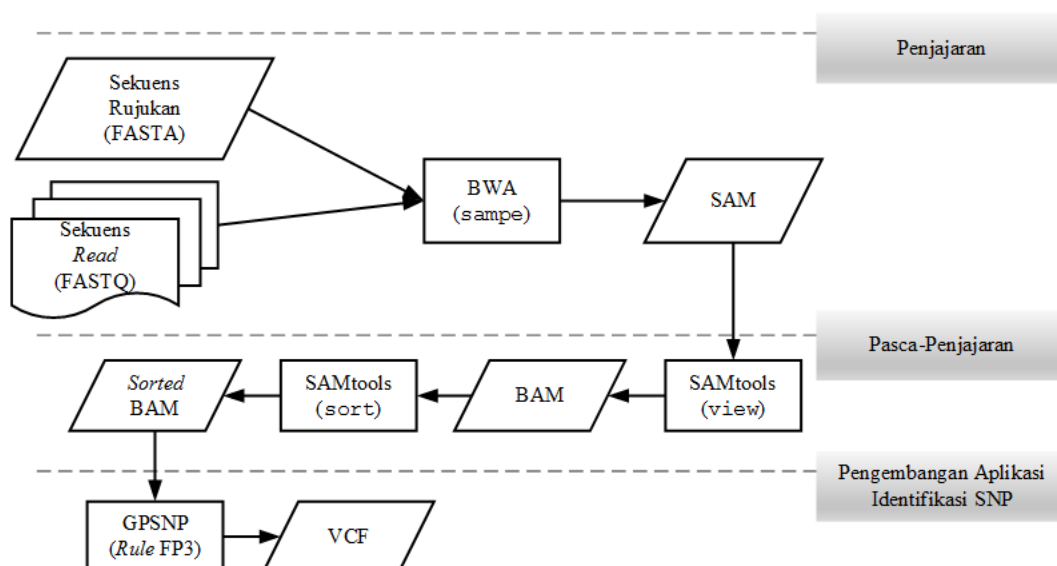 Penjajaran
Sekuens
Rujukan
(FASTA)
Sekuens
Read
(FASTQ)
BWA
(sampe)
SAM
Pasca-Penjajaran
Sorted
BAM
SAMtools
(sort)
BAM
SAMtools
(view)
Pengembangan Aplikasi
Identifikasi SNP
GPSNP
(Rule FP3)
VCF